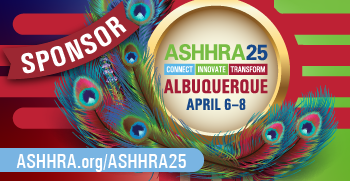 SPONSOR
ASHHRA25
CONNECT INNOVATE TRANSFORM
ALBUQUERQUE
APRIL 6–8
ASHHRA.org/ASHHRA25